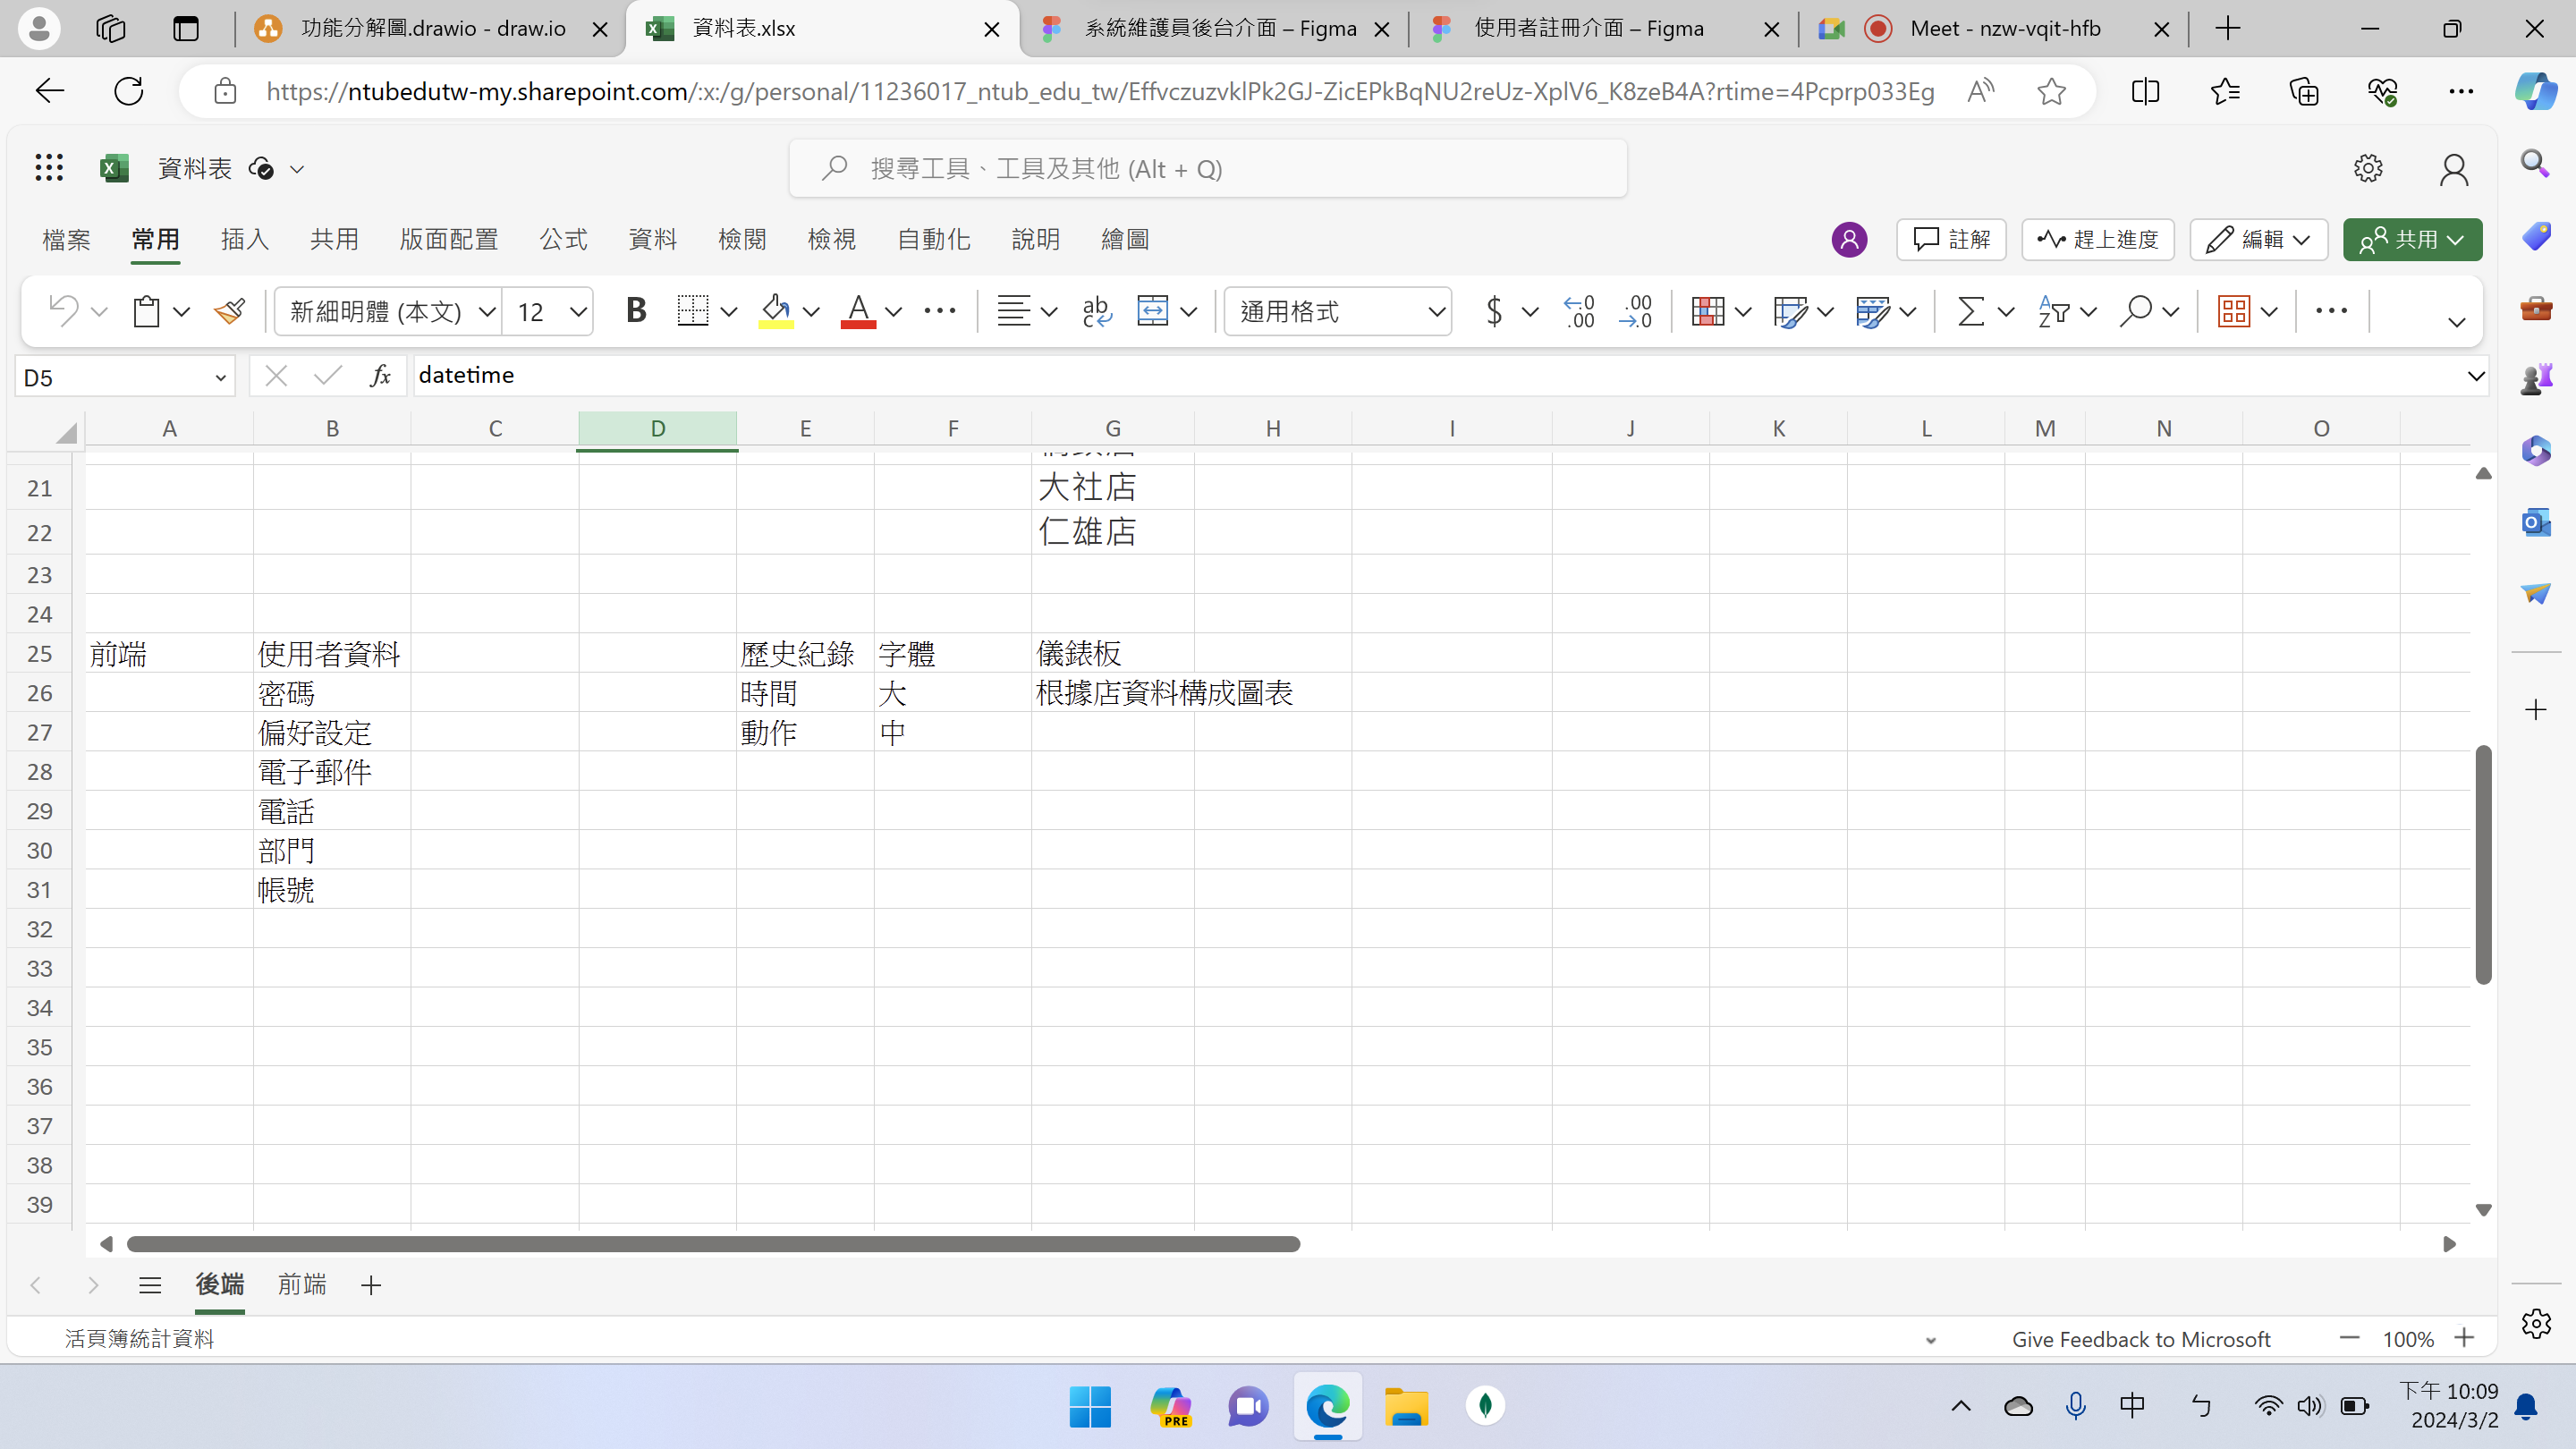 功能分解圖.drawio - draw.io
資料表.xlsx
系統維護員後台介面 – Figma
使用者註冊介面 – Figma
Meet - nzw-vqit-hfb
https://ntubedutw-my.sharepoint.com/:x:/g/personal/11236017_ntub_edu_tw/EffvczuzvklPk2GJ-ZicEPkBqNU2reUz-XplV6_K8zeB4A?rtime=4Pcprp033Eg
資料表
搜尋工具、工具及其他 (Alt + Q)
檔案 常用 插入 共用 版面配置 公式 資料 檢閱 檢視 自動化 說明 繪圖
註解 趕上進度 編輯 共用
新細明體 (本文) 12 B 通用格式
D5 fx datetime
A B C D E F G H I J K L M N O
21 大社店
22 仁雄店
23
24
25 前端 使用者資料 歷史紀錄 字體 儀錶板
26 密碼 時間 大 根據店資料構成圖表
27 偏好設定 動作 中
28 電子郵件
29 電話
30 部門
31 帳號
32
33
34
35
36
37
38
39
後端 前端
活頁簿統計資料 Give Feedback to Microsoft 100%
PRE
中 ㄅ
下午 10:09
2024/3/2